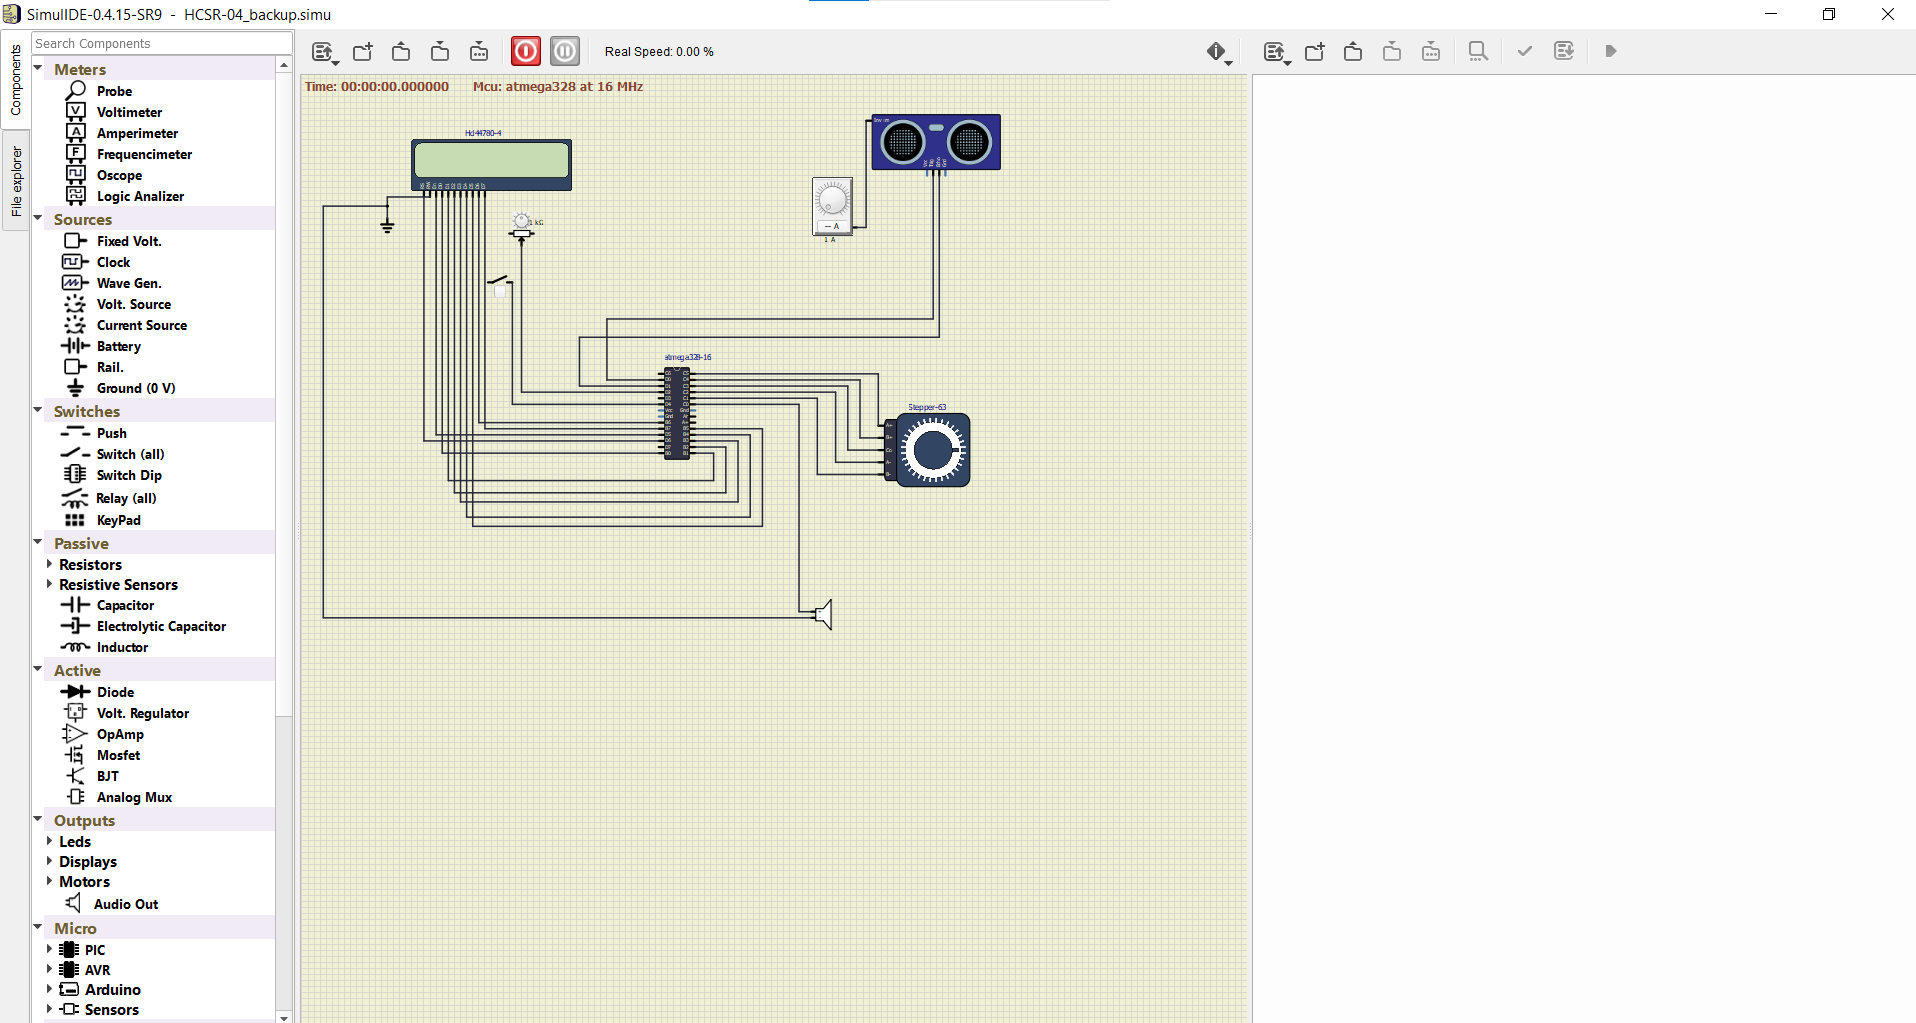 SimulIDE-0.4.15-SR9  -  HCSR-04_backup.simu
Components
File explorer
Search Components
Meters
Probe
Voltimeter
Amperimeter
Frequencimeter
Oscope
Logic Analizer
Sources
Fixed Volt.
Clock
Wave Gen.
Volt. Source
Current Source
Battery
Rail.
Ground (0 V)
Switches
Push
Switch (all)
Switch Dip
Relay (all)
KeyPad
Passive
Resistors
Resistive Sensors
Capacitor
Electrolytic Capacitor
Inductor
Active
Diode
Volt. Regulator
OpAmp
Mosfet
BJT
Analog Mux
Outputs
Leds
Displays
Motors
Audio Out
Micro
PIC
AVR
Arduino
Sensors
Real Speed: 0.00 %
Time: 00:00:00.000000
Mcu: atmega328 at 16 MHz
Hd44780-4
1 kΩ
-- A
1 A
atmega328-16
Stepper-63